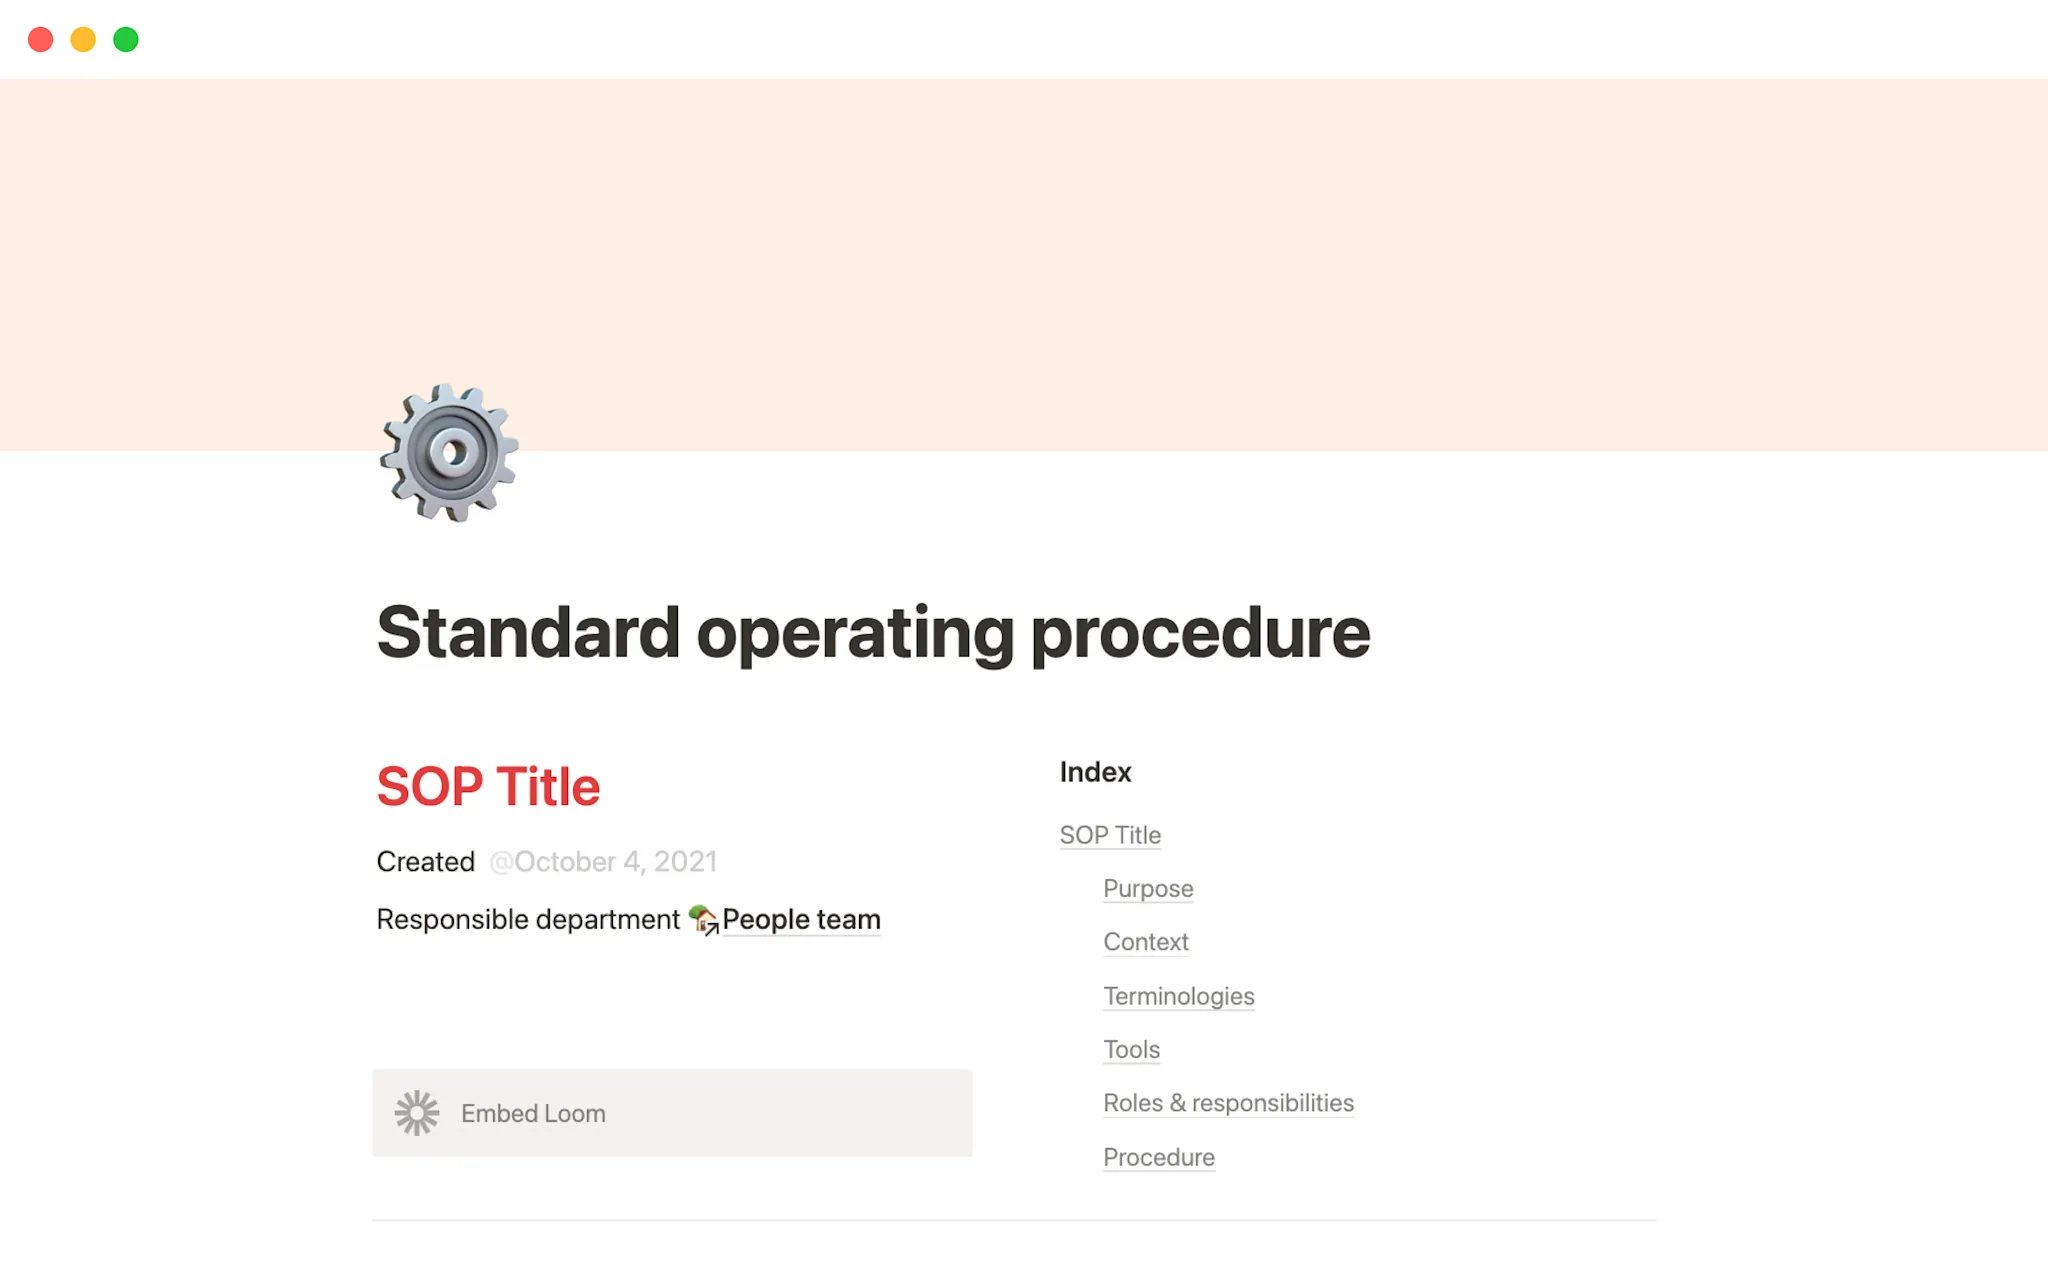 Standard operating procedure
SOP Title
Created @October 4, 2021
Responsible department People team
Embed Loom
Index
SOP Title
Purpose
Context
Terminologies
Tools
Roles & responsibilities
Procedure